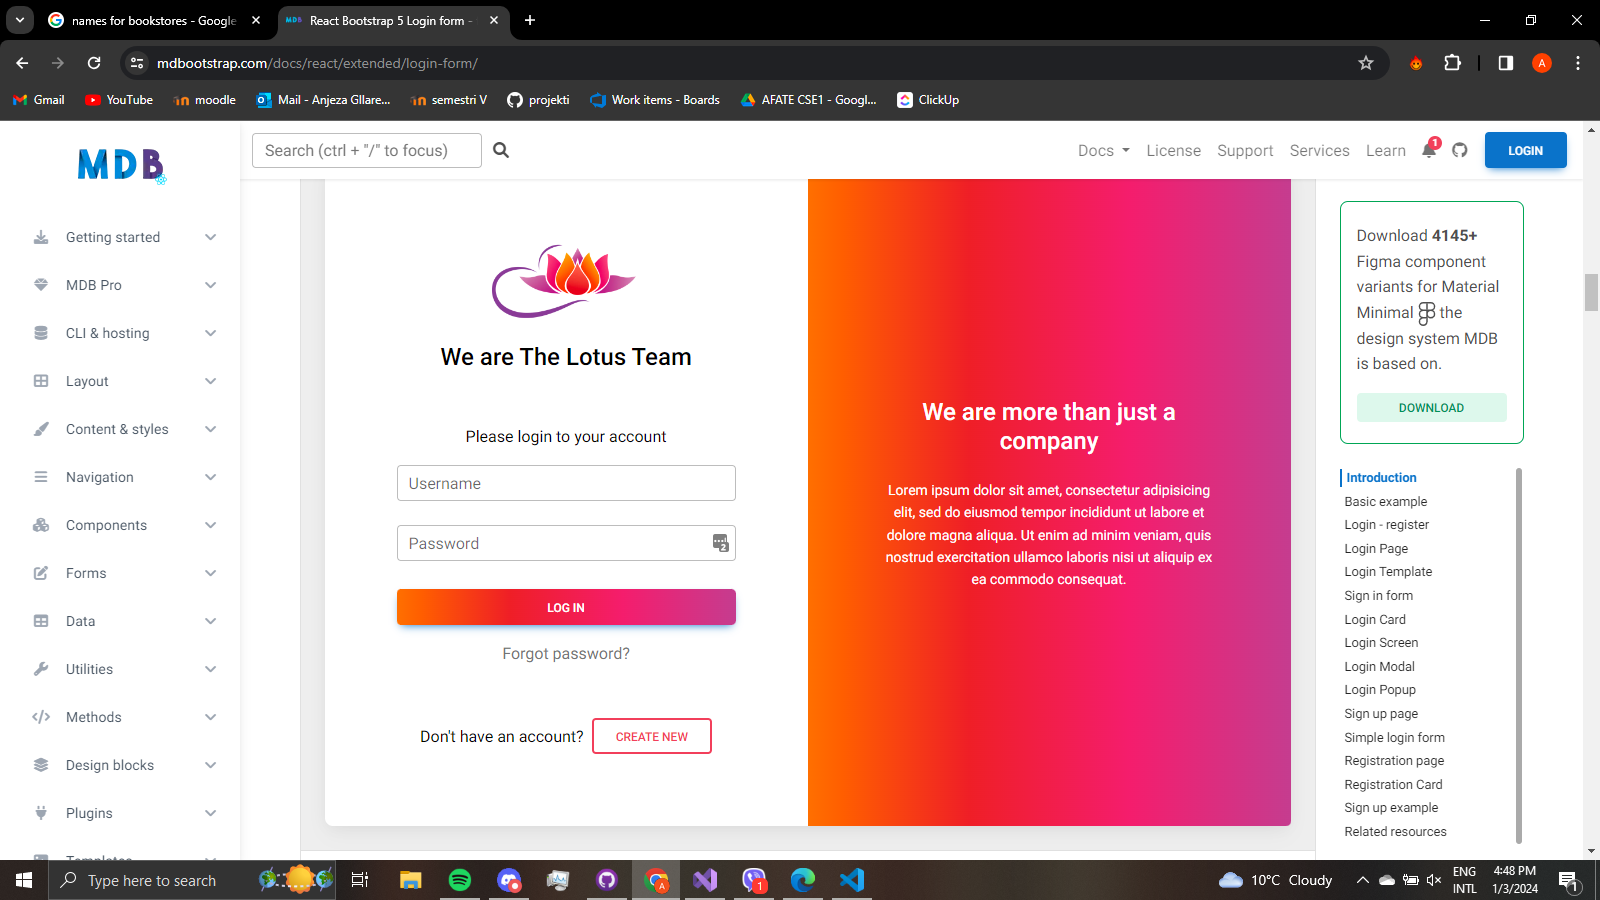 names for bookstores - Google
React Bootstrap 5 Login form -
mdbootstrap.com/docs/react/extended/login-form/
A
Gmail
YouTube
moodle
Mail - Anjeza Gllare...
semestri V
projekti
Work items - Boards
AFATE CSE1 - Googl...
ClickUp
MDB
Search (ctrl + "/" to focus)
Docs
License
Support
Services
Learn
1
LOGIN
Getting started
MDB Pro
CLI & hosting
Layout
Content & styles
Navigation
Components
Forms
Data
Utilities
Methods
Design blocks
Plugins
Templates
We are The Lotus Team
Please login to your account
Username
Password
2
LOG IN
Forgot password?
Don't have an account?
CREATE NEW
We are more than just a
company
Lorem ipsum dolor sit amet, consectetur adipisicing
elit, sed do eiusmod tempor incididunt ut labore et
dolore magna aliqua. Ut enim ad minim veniam, quis
nostrud exercitation ullamco laboris nisi ut aliquip ex
ea commodo consequat.
Download 4145+
Figma component
variants for Material
Minimal the
design system MDB
is based on.
DOWNLOAD
Introduction
Basic example
Login - register
Login Page
Login Template
Sign in form
Login Card
Login Screen
Login Modal
Login Popup
Sign up page
Simple login form
Registration page
Registration Card
Sign up example
Related resources
Type here to search
A
1
10°C Cloudy
ENG
INTL
4:48 PM
1/3/2024
1